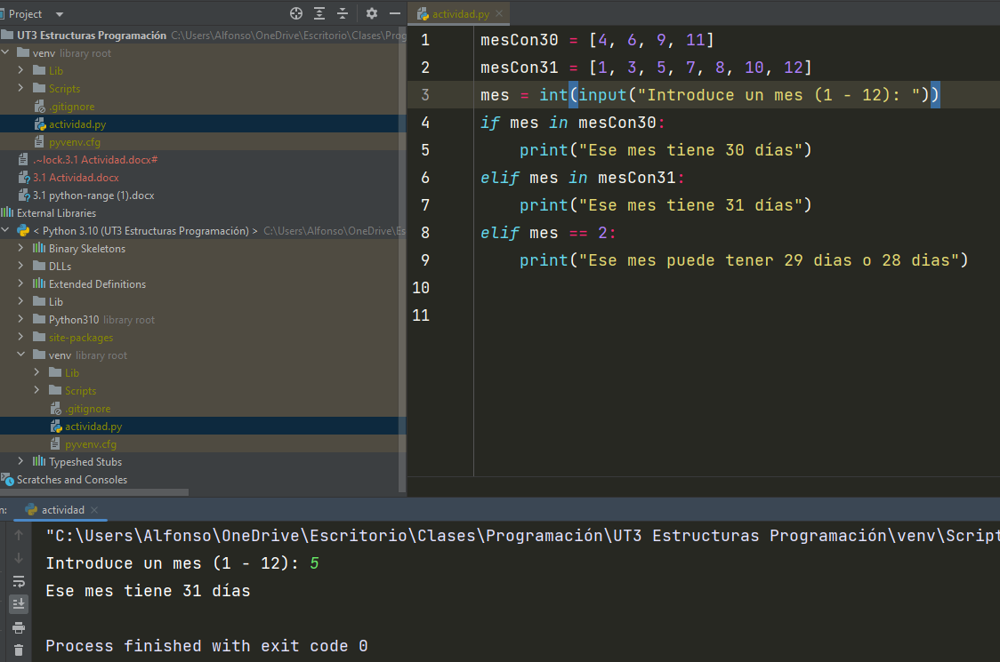 Project
UT3 Estructuras Programación C:\Users\Alfonso\OneDrive\Escritorio\Clases\Prog
venv library root
Lib
Scripts
.gitignore
actividad.py
pyvenv.cfg
.~lock.3.1 Actividad.docx#
3.1 Actividad.docx
3.1 python-range (1).docx
External Libraries
< Python 3.10 (UT3 Estructuras Programación) > C:\Users\Alfonso\OneDrive\Es
Binary Skeletons
DLLs
Extended Definitions
Lib
Python310 library root
site-packages
venv library root
Lib
Scripts
.gitignore
actividad.py
pyvenv.cfg
Typeshed Stubs
Scratches and Consoles
actividad.py
1 mesCon30 = [4, 6, 9, 11]
2 mesCon31 = [1, 3, 5, 7, 8, 10, 12]
3 mes = int(input("Introduce un mes (1 - 12): "))
4 if mes in mesCon30:
5 print("Ese mes tiene 30 días")
6 elif mes in mesCon31:
7 print("Ese mes tiene 31 días")
8 elif mes == 2:
9 print("Ese mes puede tener 29 dias o 28 dias")
10
11
n: actividad
"C:\Users\Alfonso\OneDrive\Escritorio\Clases\Programación\UT3 Estructuras Programación\venv\Script
Introduce un mes (1 - 12): 5
Ese mes tiene 31 días
Process finished with exit code 0